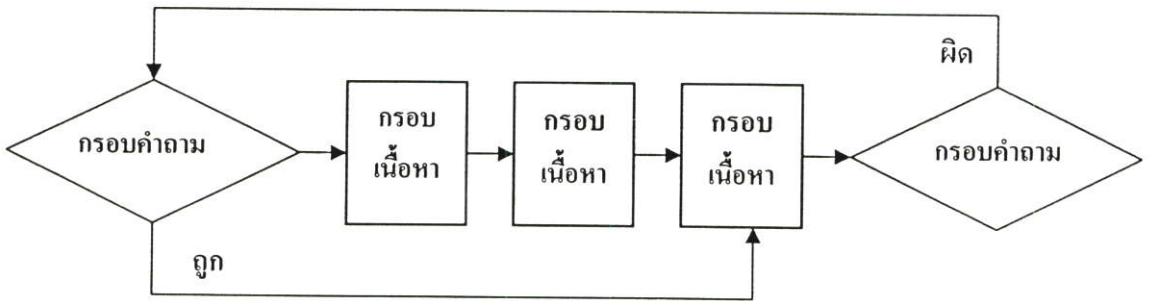 ผิด
กรอบคำถาม
กรอบ
เนื้อหา
กรอบ
เนื้อหา
กรอบ
เนื้อหา
กรอบคำถาม
ถูก